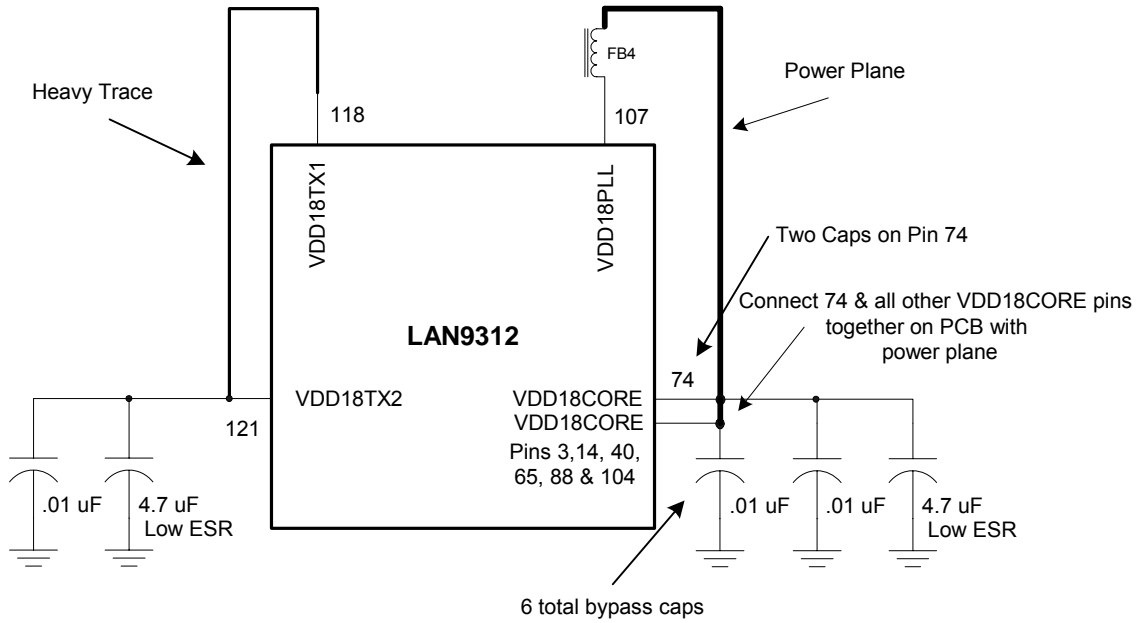 FB4
Power Plane
Heavy Trace
118
107
VDD18TX1
VDD18PLL
Two Caps on Pin 74
Connect 74 & all other VDD18CORE pins
together on PCB with
power plane
LAN9312
74
VDD18TX2
VDD18CORE
VDD18CORE
121
Pins 3,14, 40,
65, 88 & 104
.01 uF
4.7 uF
Low ESR
.01 uF
.01 uF
4.7 uF
Low ESR
6 total bypass caps